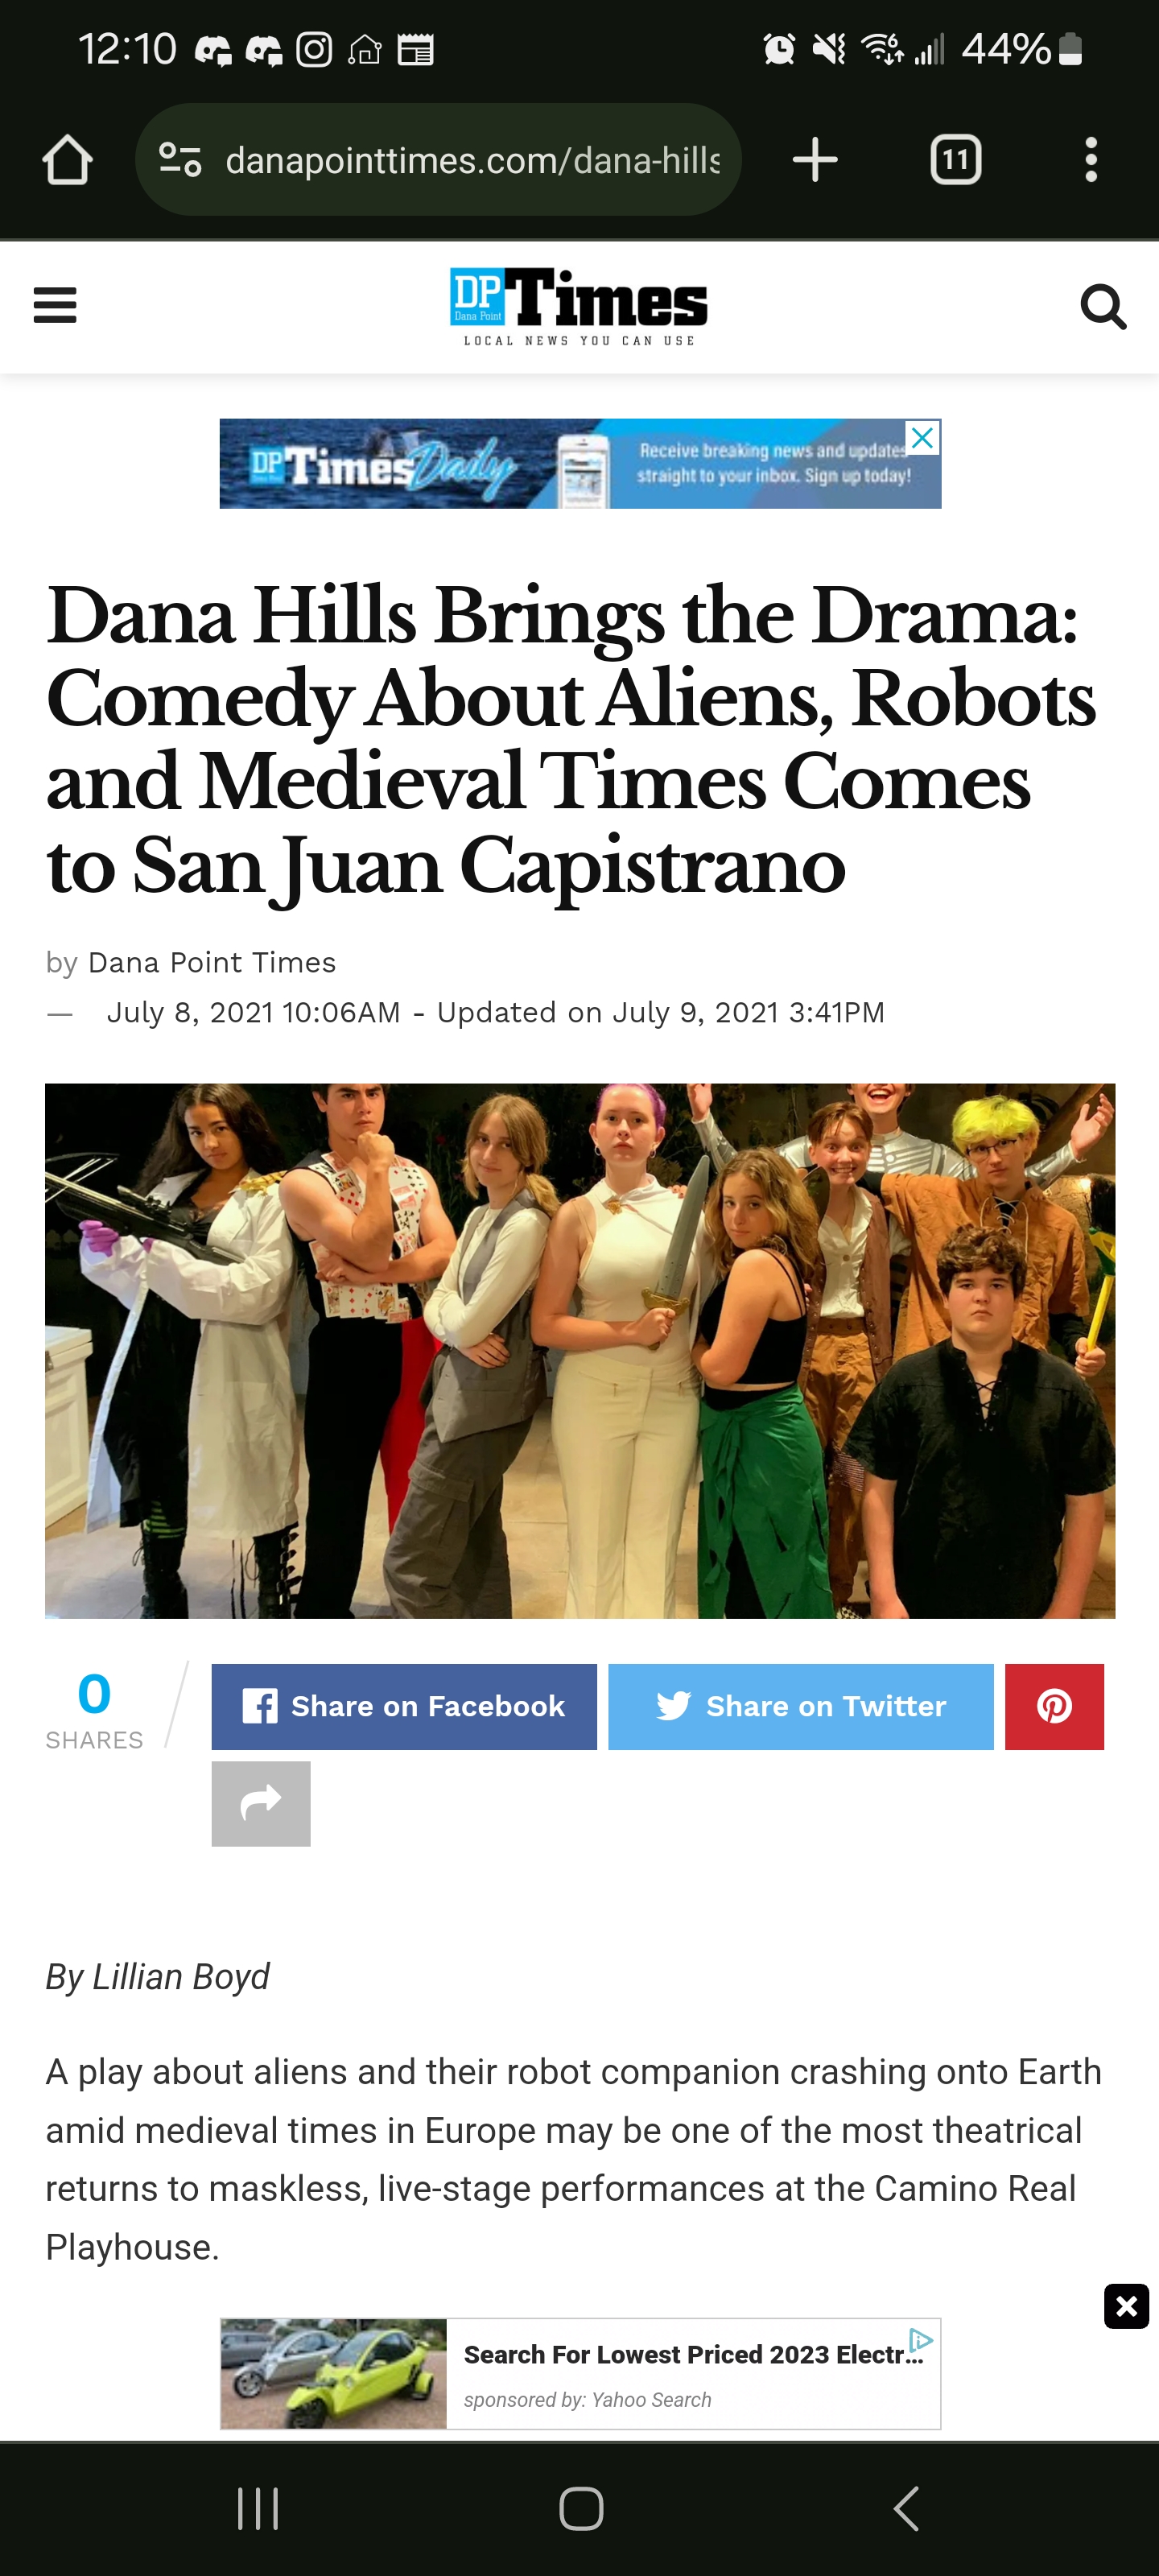 12:10
44%
danapointtimes.com/dana-hills
11
DP Times
Dana Point
LOCAL NEWS YOU CAN USE
DP Times Daily
Receive breaking news and updates
straight to your inbox. Sign up today!
Dana Hills Brings the Drama:
Comedy About Aliens, Robots
and Medieval Times Comes
to San Juan Capistrano
by Dana Point Times
— July 8, 2021 10:06AM - Updated on July 9, 2021 3:41PM
0
SHARES
Share on Facebook
Share on Twitter
By Lillian Boyd
A play about aliens and their robot companion crashing onto Earth
amid medieval times in Europe may be one of the most theatrical
returns to maskless, live-stage performances at the Camino Real
Playhouse.
Search For Lowest Priced 2023 Electr...
sponsored by: Yahoo Search